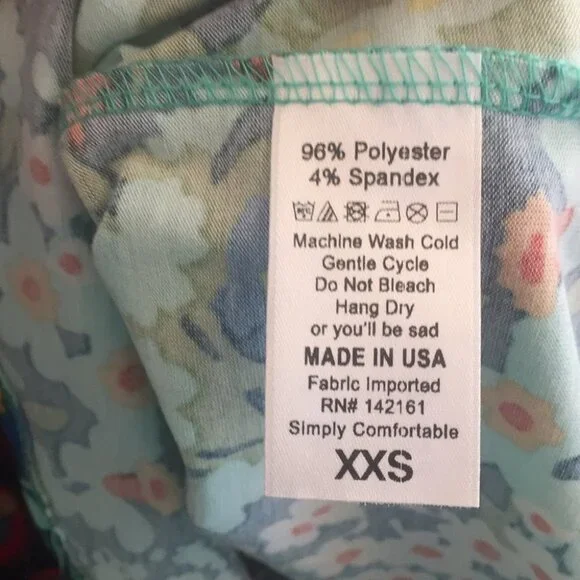 96% Polyester
4% Spandex
Machine Wash Cold
Gentle Cycle
Do Not Bleach
Hang Dry
or you'll be sad
MADE IN USA
Fabric Imported
RN# 142161
Simply Comfortable
XXS